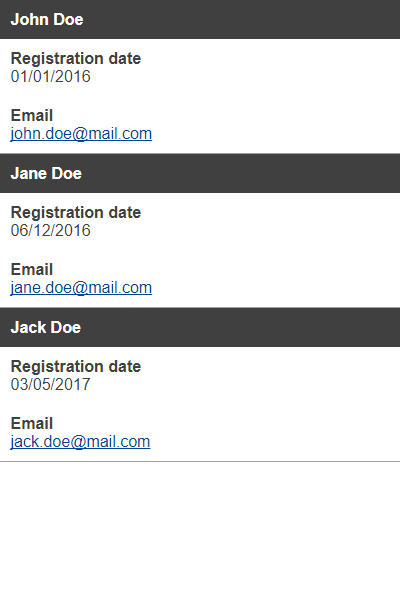 John Doe
Registration date
01/01/2016
Email
john.doe@mail.com
Jane Doe
Registration date
06/12/2016
Email
jane.doe@mail.com
Jack Doe
Registration date
03/05/2017
Email
jack.doe@mail.com